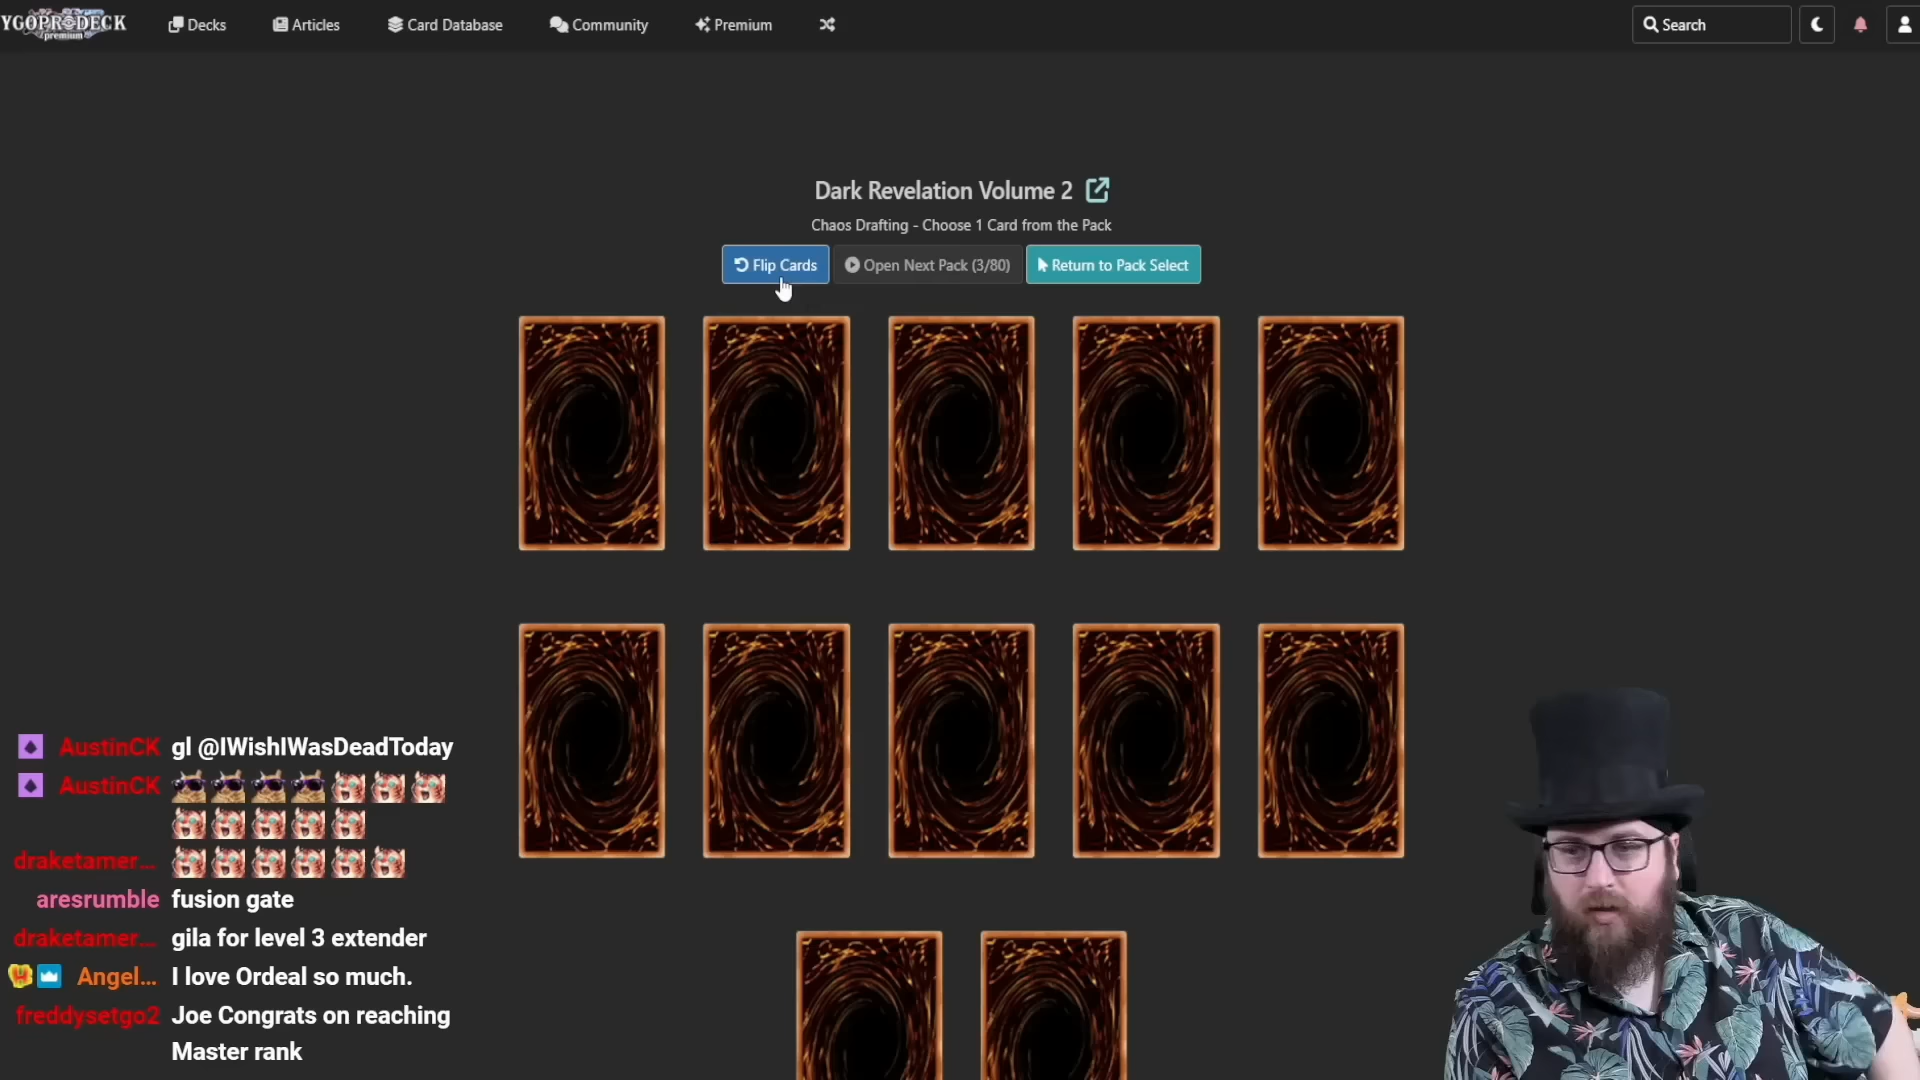 YGOPRODECK
premium
Decks
Articles
Card Database
Community
Premium
Search
Dark Revelation Volume 2
Chaos Drafting - Choose 1 Card from the Pack
Flip Cards
Open Next Pack (3/80)
Return to Pack Select
AustinCK gl @IWishIWasDeadToday
AustinCK
draketamer...
aresrumble fusion gate
draketamer... gila for level 3 extender
Angel... I love Ordeal so much.
freddysetgo2 Joe Congrats on reaching
Master rank